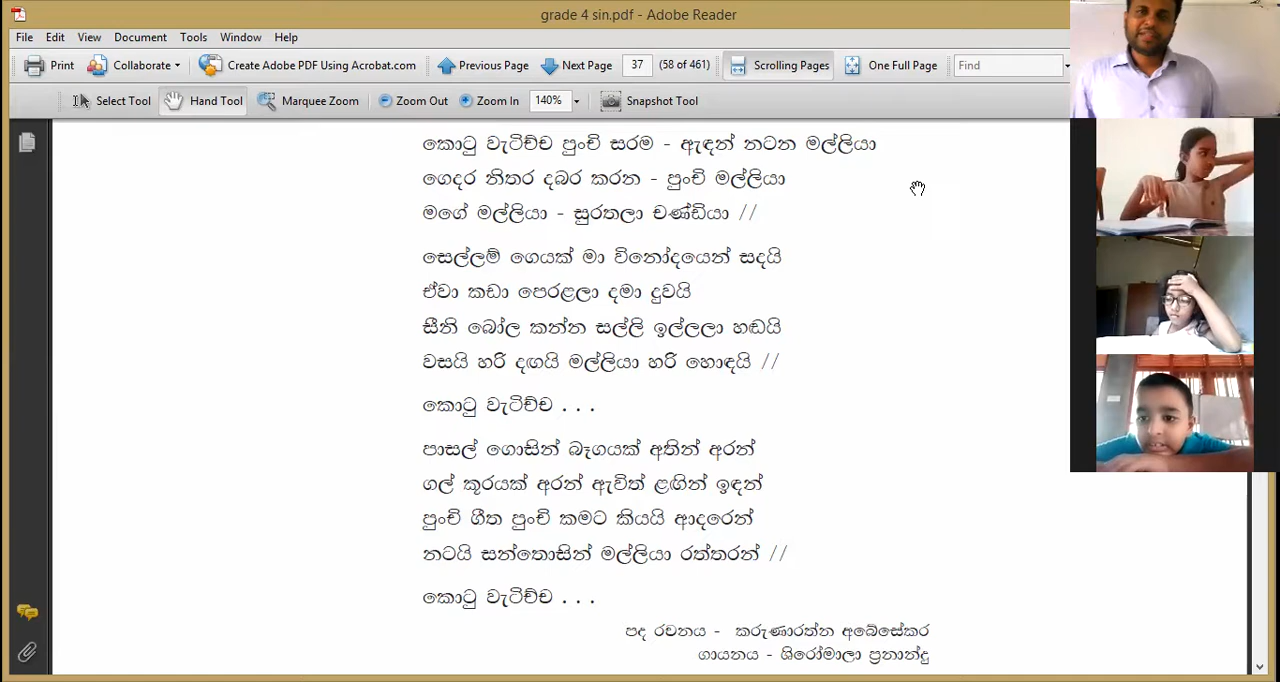 grade 4 sin.pdf - Adobe Reader
File Edit View Document Tools Window Help
Print Collaborate Create Adobe PDF Using Acrobat.com Previous Page Next Page 37 (58 of 461) Scrolling Pages One Full Page Find
Select Tool Hand Tool Marquee Zoom Zoom Out Zoom In 140% Snapshot Tool
කොටු වැටිච්ච පුංචි සරම - ඇඳන් නටන මල්ලියා
ගෙදර නිතර දබර කරන - පුංචි මල්ලියා
මගේ මල්ලියා - සුරතලා චණ්ඩියා //
සෙල්ලම් ගෙයක් මා විනෝදයෙන් සදයි
ඒවා කඩා පෙරළලා දමා දුවයි
සීනි බෝල කන්න සල්ලි ඉල්ලලා හඬයි
වසයි හරි දඟයි මල්ලියා හරි හොඳයි //
කොටු වැටිච්ච . . .
පාසල් ගොසින් බෑගයක් අතින් අරන්
ගල් කූරයක් අරන් ඇවිත් ළඟින් ඉඳන්
පුංචි ගීත පුංචි කමට කියයි ආදරෙන්
නටයි සන්තොසින් මල්ලියා රත්තරන් //
කොටු වැටිච්ච . . .
පද රචනය - කරුණාරත්න අබේසේකර
ගායනය - ශිරෝමාලා ප්‍රනාන්දු